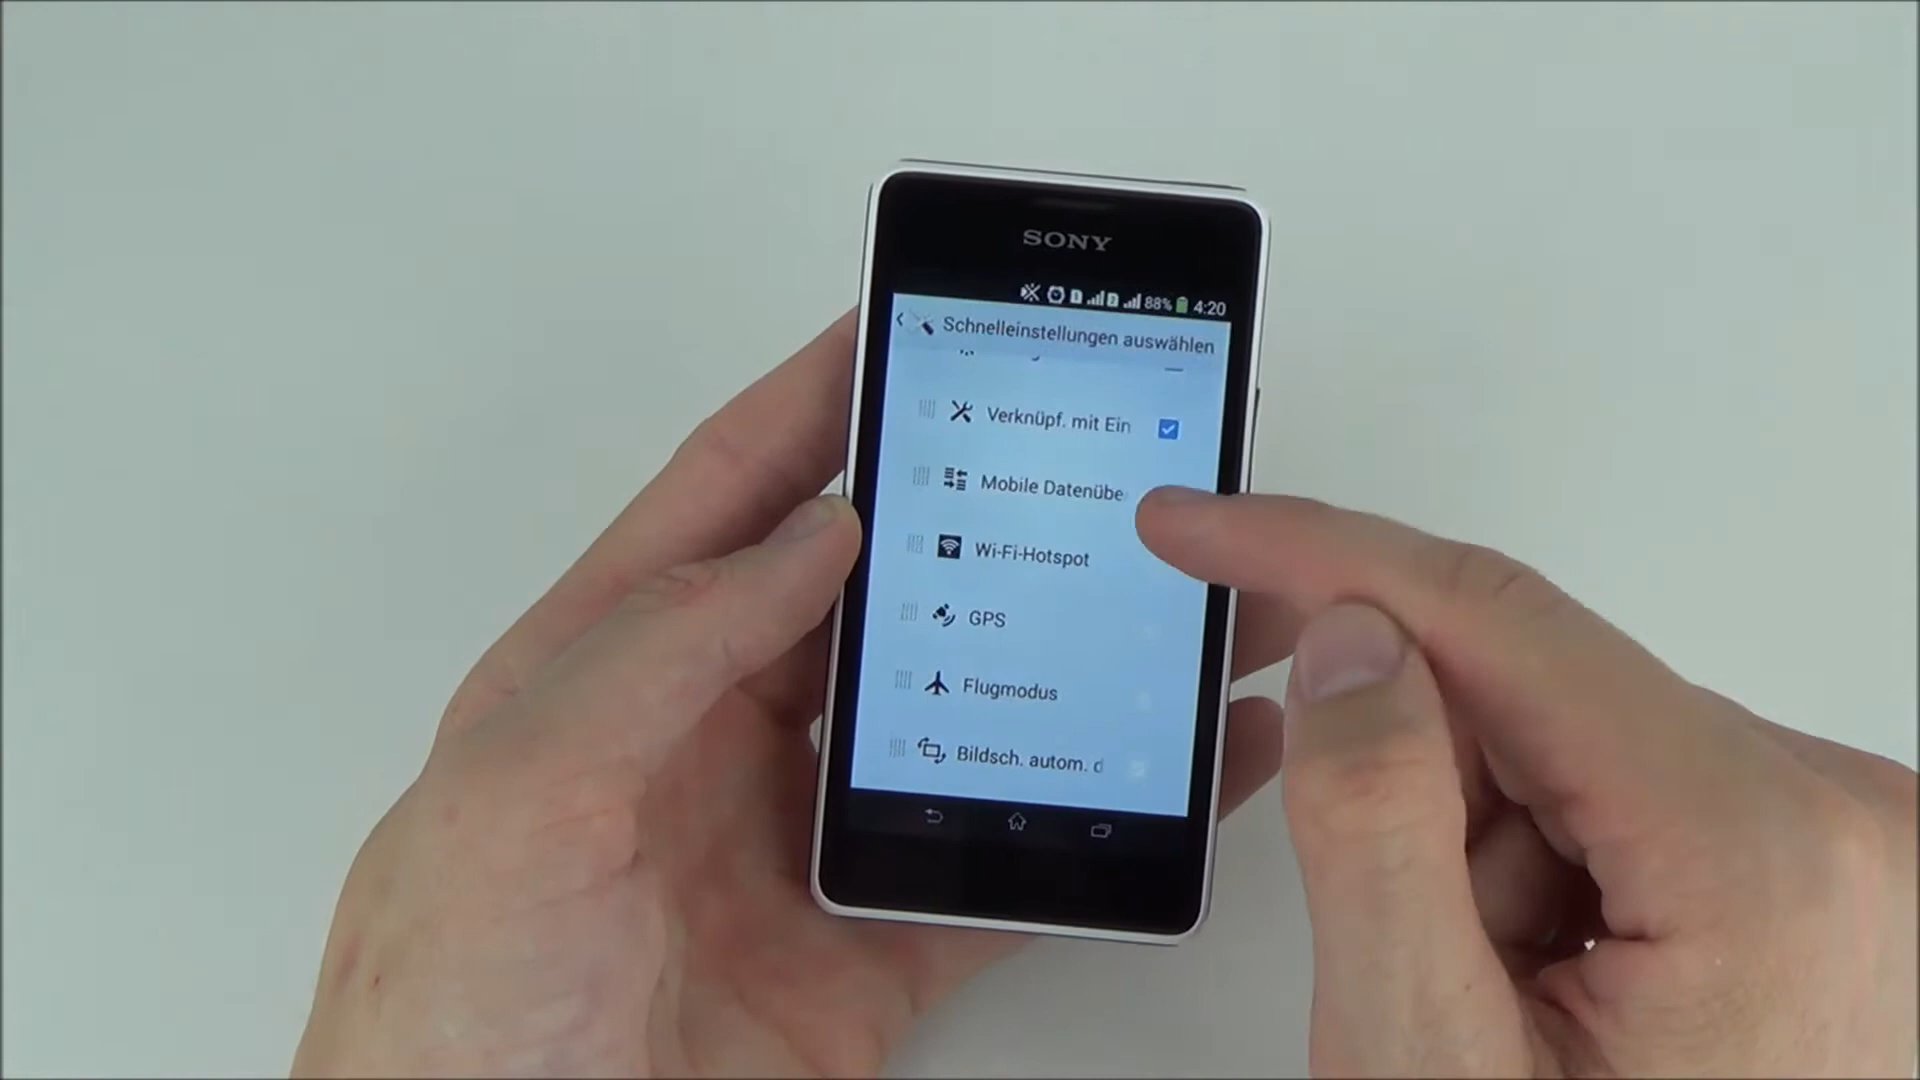 SONY
88% 4:20
Schnelleinstellungen auswählen
Verknüpf. mit Ein
Mobile Datenübe
Wi-Fi-Hotspot
GPS
Flugmodus
Bildsch. autom. d